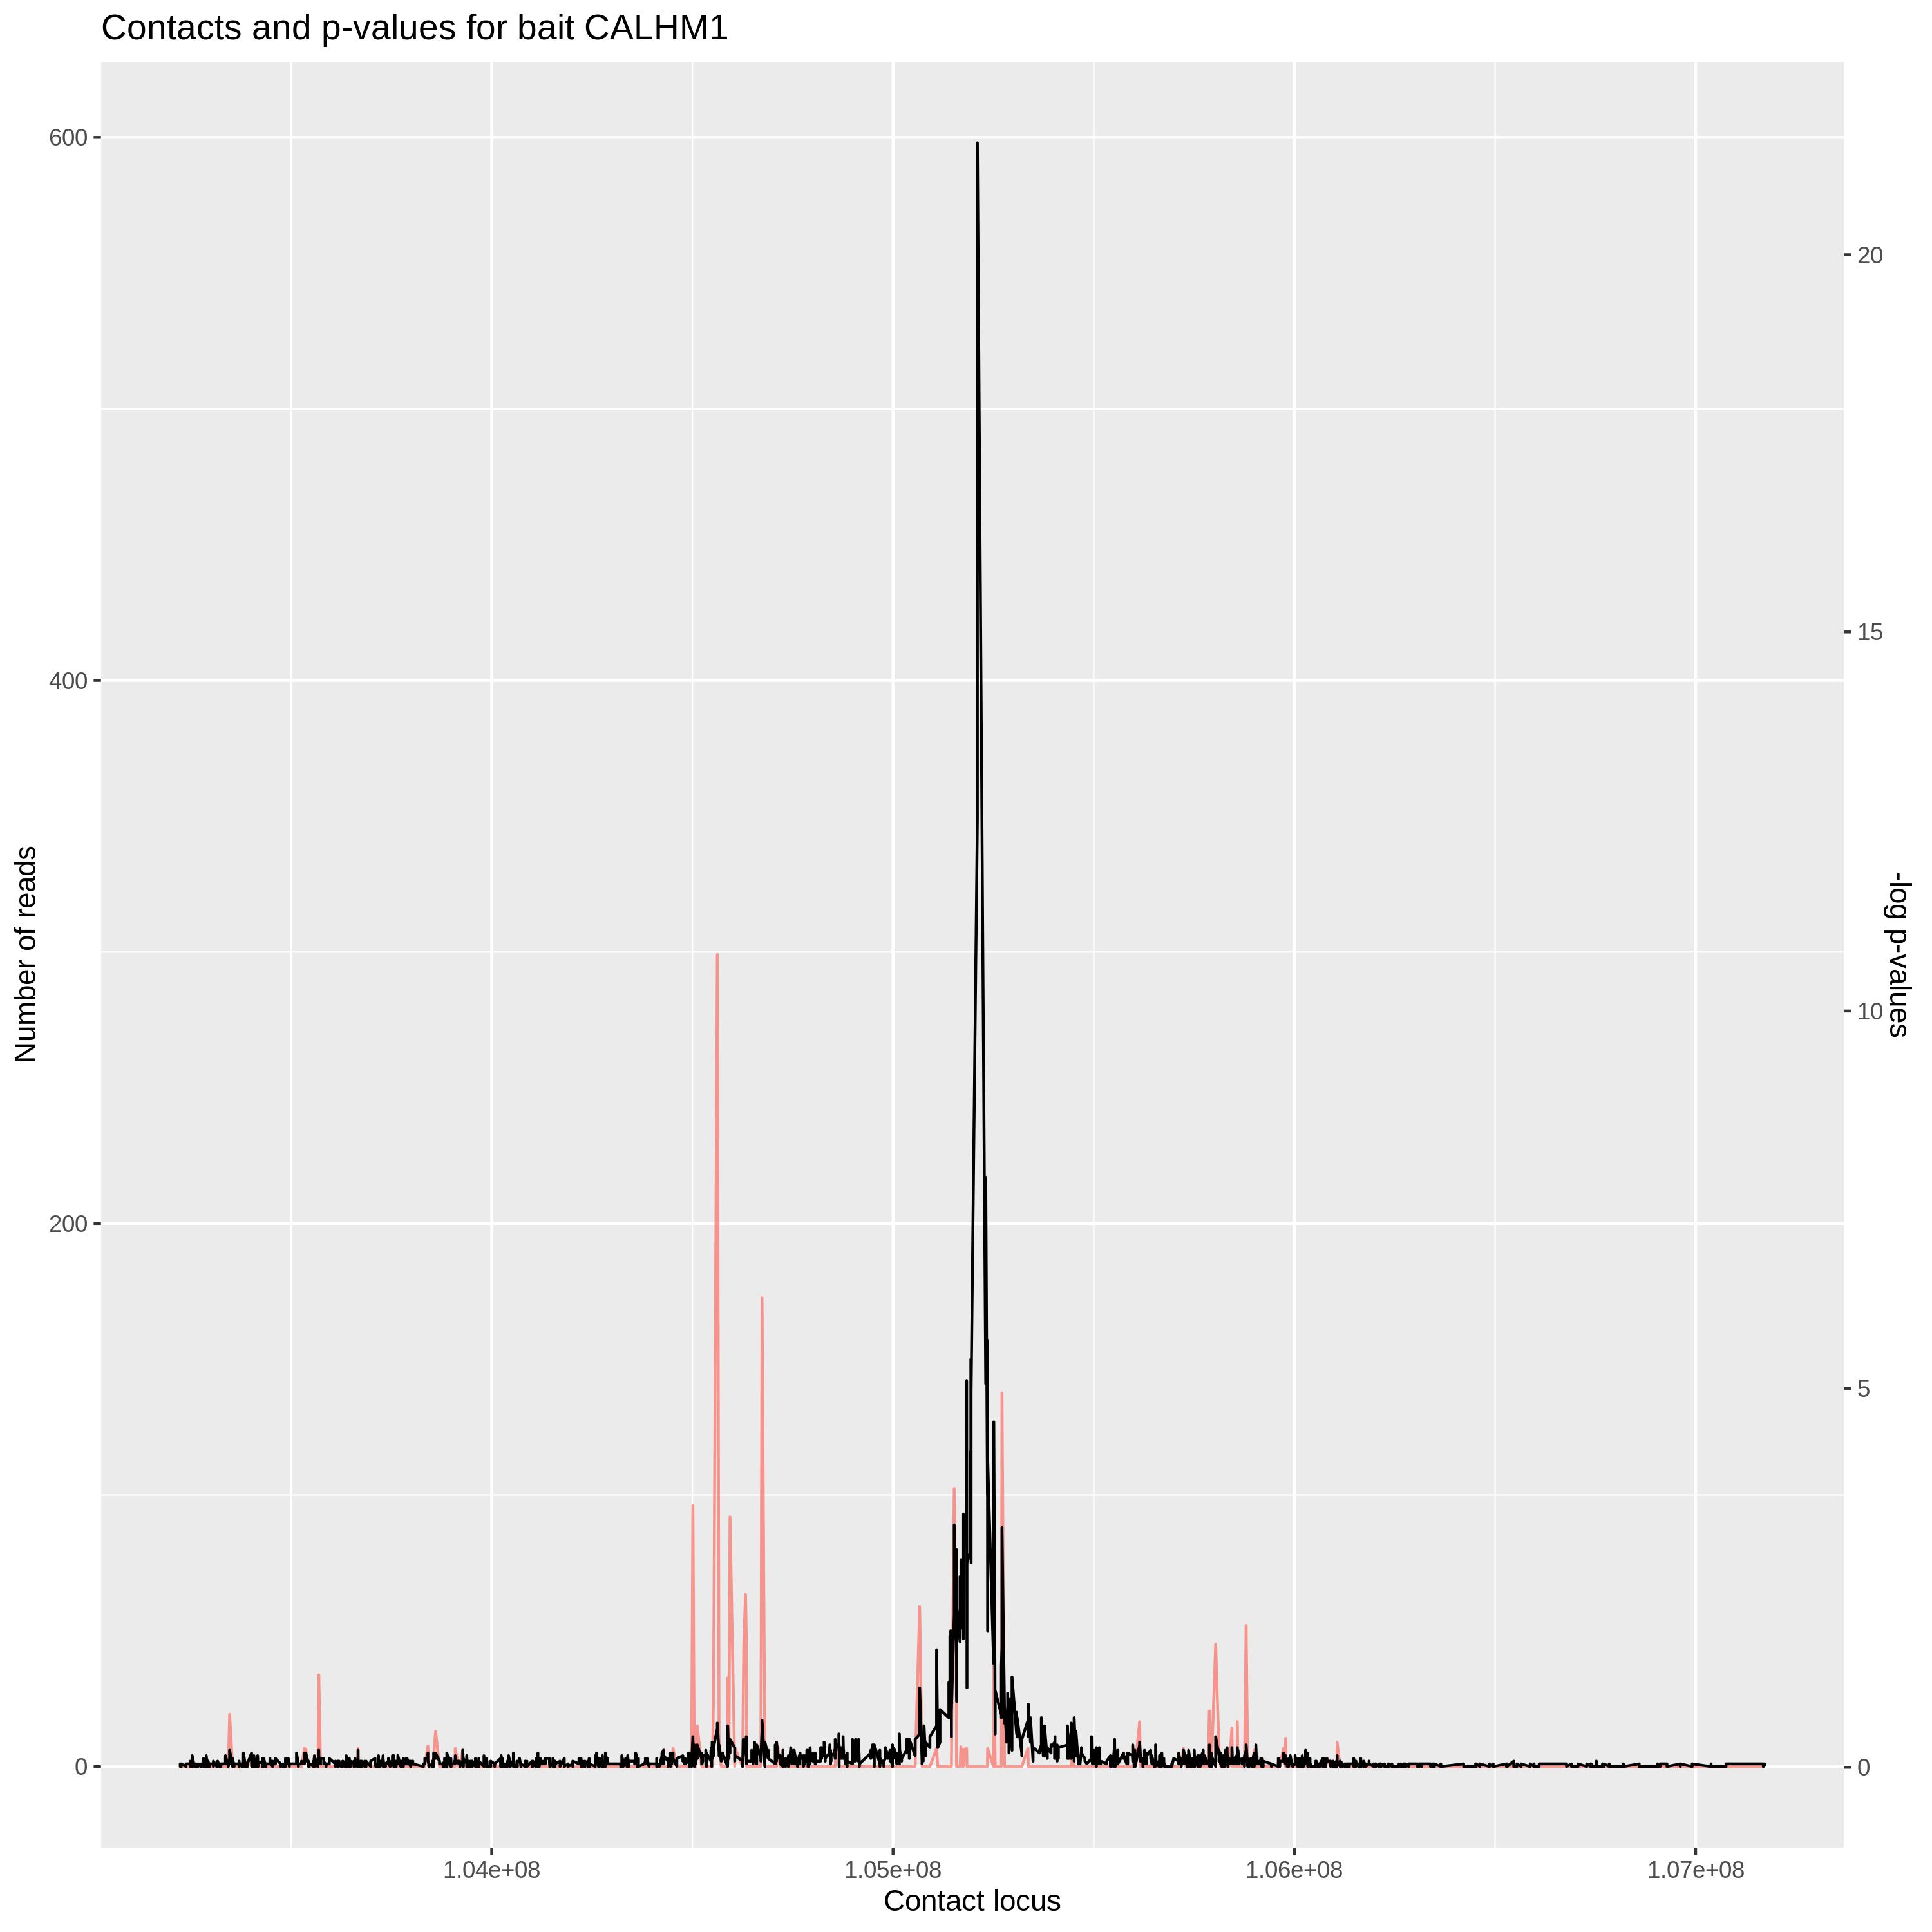 Contacts and p-values for bait CALHM1
600
400
200
0
Number of reads
20
15
10
5
0
-log p-values
1.04e+08 1.05e+08 1.06e+08 1.07e+08
Contact locus